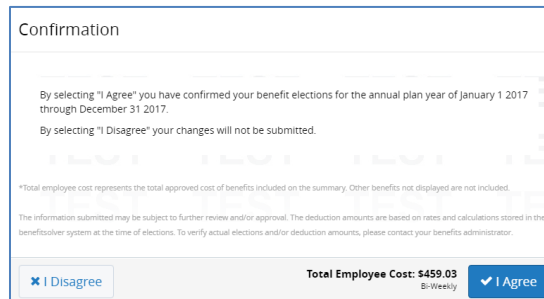 Confirmation
By selecting "I Agree" you have confirmed your benefit elections for the annual plan year of January 1 2017
through December 31 2017.
By selecting "I Disagree" your changes will not be submitted.
TEST TEST TEST
*Total employee cost represents the total approved cost of benefits included on the summary. Other benefits not displayed are not included.
The information submitted may be subject to further review and/or approval. The deduction amounts are based on rates and calculations stored in the
benefitsolver system at the time of elections. To verify actual elections and/or deduction amounts, please contact your benefits administrator.
✖ I Disagree
Total Employee Cost: $459.03
Bi-Weekly
✔ I Agree